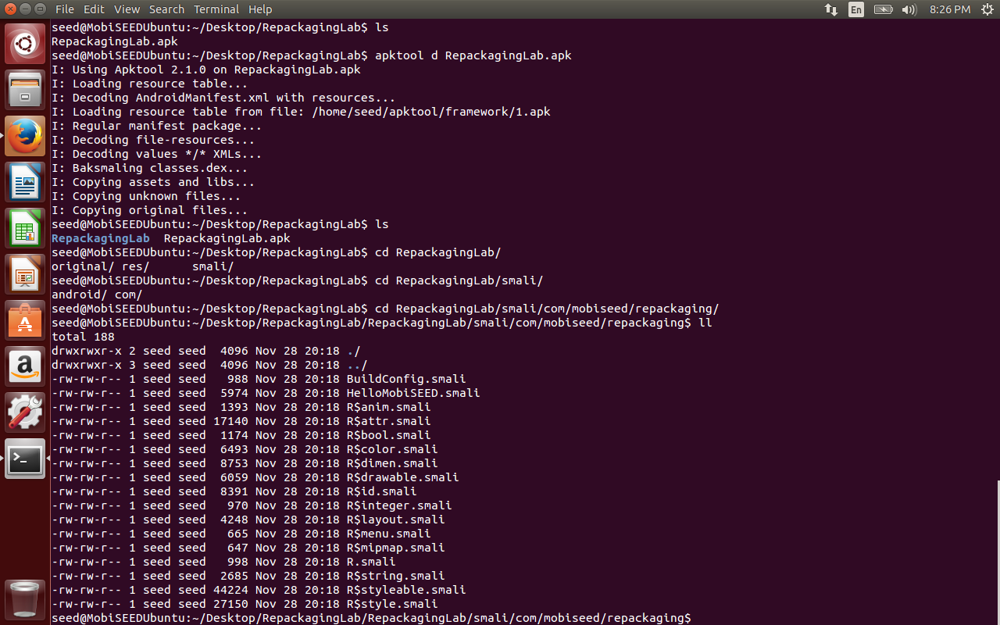 File Edit View Search Terminal Help En 8:26 PM
seed@MobiSEEDUbuntu:~/Desktop/RepackagingLab$ ls
RepackagingLab.apk
seed@MobiSEEDUbuntu:~/Desktop/RepackagingLab$ apktool d RepackagingLab.apk
I: Using Apktool 2.1.0 on RepackagingLab.apk
I: Loading resource table...
I: Decoding AndroidManifest.xml with resources...
I: Loading resource table from file: /home/seed/apktool/framework/1.apk
I: Regular manifest package...
I: Decoding file-resources...
I: Decoding values */* XMLs...
I: Baksmaling classes.dex...
I: Copying assets and libs...
I: Copying unknown files...
I: Copying original files...
seed@MobiSEEDUbuntu:~/Desktop/RepackagingLab$ ls
RepackagingLab  RepackagingLab.apk
seed@MobiSEEDUbuntu:~/Desktop/RepackagingLab$ cd RepackagingLab/
original/ res/      smali/
seed@MobiSEEDUbuntu:~/Desktop/RepackagingLab$ cd RepackagingLab/smali/
android/ com/
seed@MobiSEEDUbuntu:~/Desktop/RepackagingLab$ cd RepackagingLab/smali/com/mobiseed/repackaging/
seed@MobiSEEDUbuntu:~/Desktop/RepackagingLab/RepackagingLab/smali/com/mobiseed/repackaging$ ll
total 188
drwxrwxr-x 2 seed seed  4096 Nov 28 20:18 ./
drwxrwxr-x 3 seed seed  4096 Nov 28 20:18 ../
-rw-rw-r-- 1 seed seed   988 Nov 28 20:18 BuildConfig.smali
-rw-rw-r-- 1 seed seed  5974 Nov 28 20:18 HelloMobiSEED.smali
-rw-rw-r-- 1 seed seed  1393 Nov 28 20:18 R$anim.smali
-rw-rw-r-- 1 seed seed 17140 Nov 28 20:18 R$attr.smali
-rw-rw-r-- 1 seed seed  1174 Nov 28 20:18 R$bool.smali
-rw-rw-r-- 1 seed seed  6493 Nov 28 20:18 R$color.smali
-rw-rw-r-- 1 seed seed  8753 Nov 28 20:18 R$dimen.smali
-rw-rw-r-- 1 seed seed  6059 Nov 28 20:18 R$drawable.smali
-rw-rw-r-- 1 seed seed  8391 Nov 28 20:18 R$id.smali
-rw-rw-r-- 1 seed seed   970 Nov 28 20:18 R$integer.smali
-rw-rw-r-- 1 seed seed  4248 Nov 28 20:18 R$layout.smali
-rw-rw-r-- 1 seed seed   665 Nov 28 20:18 R$menu.smali
-rw-rw-r-- 1 seed seed   647 Nov 28 20:18 R$mipmap.smali
-rw-rw-r-- 1 seed seed   998 Nov 28 20:18 R.smali
-rw-rw-r-- 1 seed seed  2685 Nov 28 20:18 R$string.smali
-rw-rw-r-- 1 seed seed 44224 Nov 28 20:18 R$styleable.smali
-rw-rw-r-- 1 seed seed 27150 Nov 28 20:18 R$style.smali
seed@MobiSEEDUbuntu:~/Desktop/RepackagingLab/RepackagingLab/smali/com/mobiseed/repackaging$